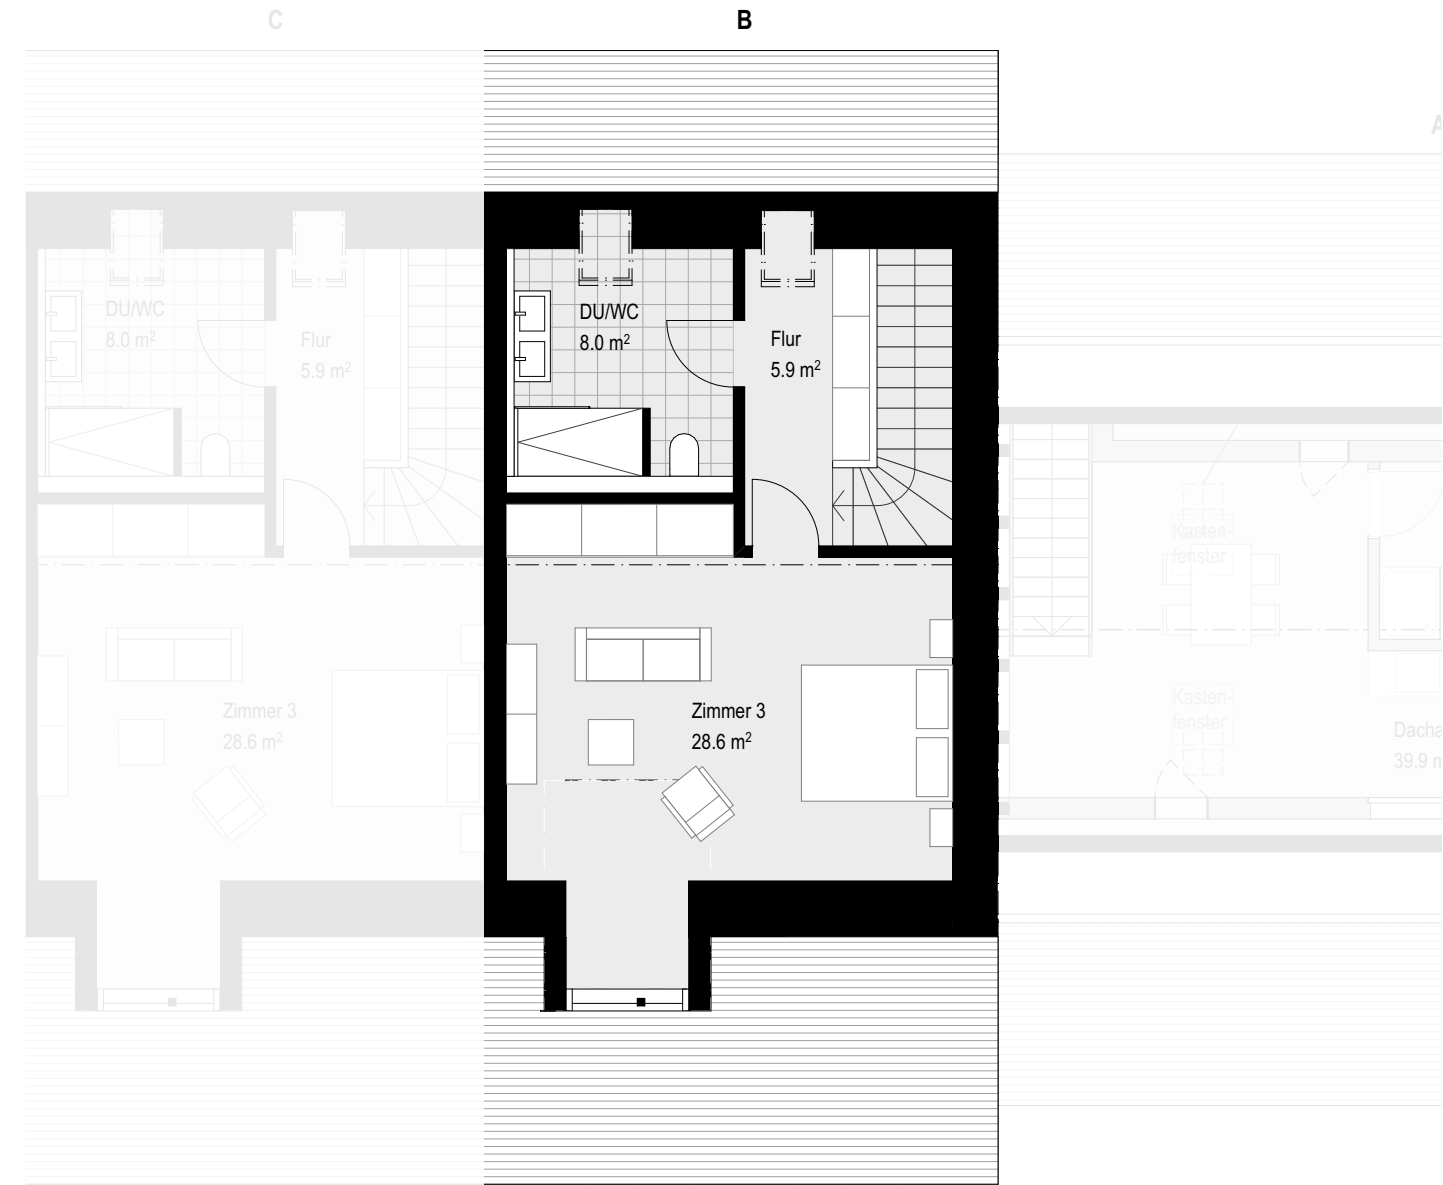 C
B
A
DU/WC
8.0 m²
Flur
5.9 m²
DU/WC
8.0 m²
Flur
5.9 m²
Kasten-
fenster
Zimmer 3
28.6 m²
Zimmer 3
28.6 m²
Kasten-
fenster
Dacha
39.9 m